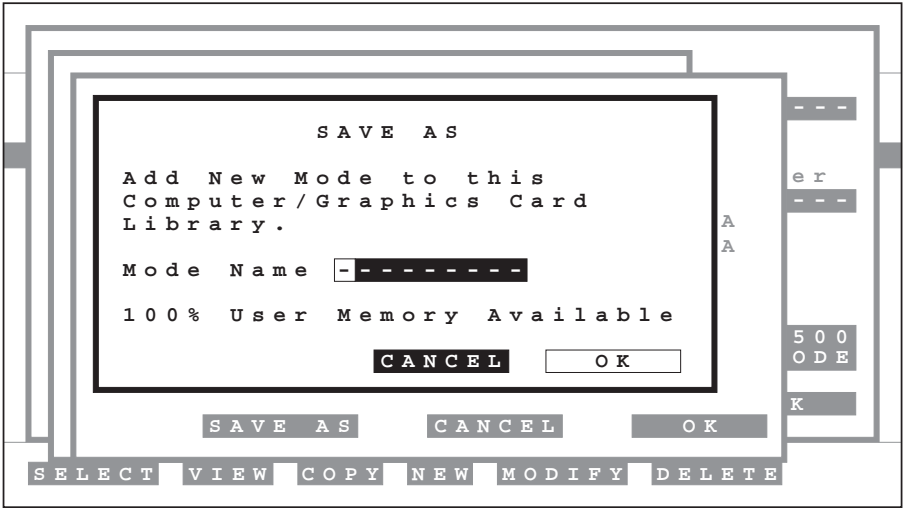 SAVE AS
Add New Mode to this
Computer/Graphics Card
Library.
Mode Name - - - - - - - - -
100% User Memory Available
CANCEL OK
- - -
er
- - -
A
A
500
ODE
K
SAVE AS CANCEL OK
SELECT VIEW COPY NEW MODIFY DELETE